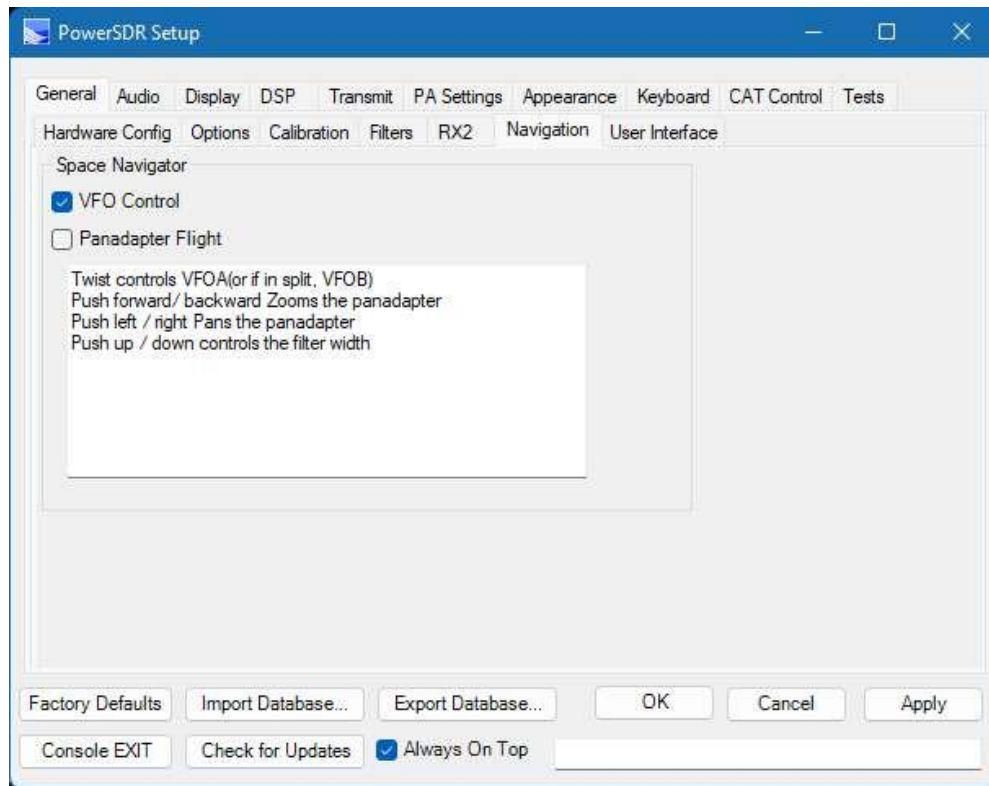 PowerSDR Setup
General Audio Display DSP Transmit PA Settings Appearance Keyboard CAT Control Tests
Hardware Config Options Calibration Filters RX2 Navigation User Interface
Space Navigator
VFO Control
Panadapter Flight
Twist controls VFOA(or if in split, VFOB)
Push forward/ backward Zooms the panadapter
Push left / right Pans the panadapter
Push up / down controls the filter width
Factory Defaults Import Database... Export Database... OK Cancel Apply
Console EXIT Check for Updates Always On Top